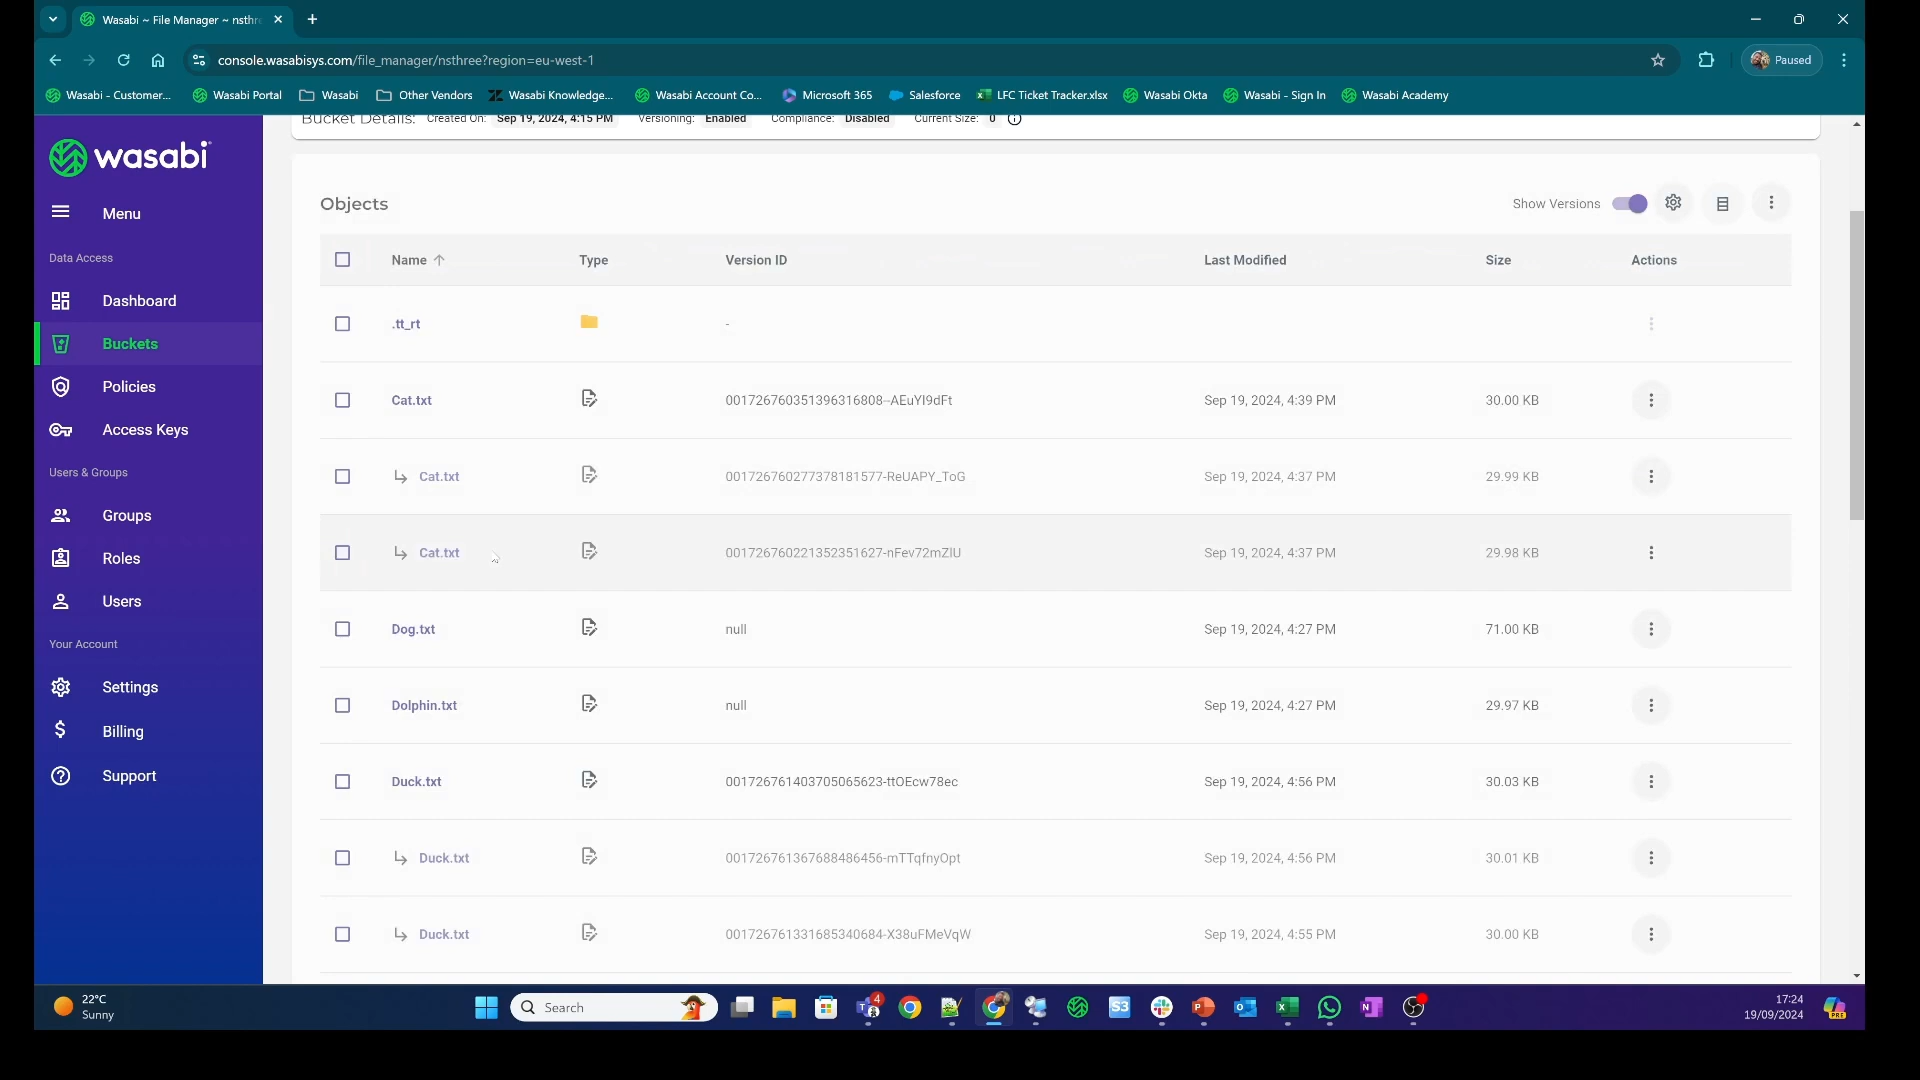 Wasabi ~ File Manager ~ nsthr
console.wasabisys.com/file_manager/nsthree?region=eu-west-1
Paused
Wasabi - Customer...
Wasabi Portal
Wasabi
Other Vendors
Wasabi Knowledge...
Wasabi Account Co...
Microsoft 365
Salesforce
LFC Ticket Tracker.xlsx
Wasabi Okta
Wasabi - Sign In
Wasabi Academy
wasabi
Menu
Data Access
Dashboard
Buckets
Policies
Access Keys
Users & Groups
Groups
Roles
Users
Your Account
Settings
Billing
Support
Bucket Details: Created On: Sep 19, 2024, 4:15 PM Versioning: Enabled Compliance: Disabled Current Size: 0
Objects
Show Versions
Name Type Version ID Last Modified Size Actions
.tt_rt -
Cat.txt 001726760351396316808--AEuYI9dFt Sep 19, 2024, 4:39 PM 30.00 KB
Cat.txt 001726760277378181577-ReUAPY_ToG Sep 19, 2024, 4:37 PM 29.99 KB
Cat.txt 001726760221352351627-nFev72mZIU Sep 19, 2024, 4:37 PM 29.98 KB
Dog.txt null Sep 19, 2024, 4:27 PM 71.00 KB
Dolphin.txt null Sep 19, 2024, 4:27 PM 29.97 KB
Duck.txt 001726761403705065623-ttOEcw78ec Sep 19, 2024, 4:56 PM 30.03 KB
Duck.txt 001726761367688486456-mTTqfnyOpt Sep 19, 2024, 4:56 PM 30.01 KB
Duck.txt 001726761331685340684-X38uFMeVqW Sep 19, 2024, 4:55 PM 30.00 KB
22°C
Sunny
Search
4
S3
17:24
19/09/2024
PRE